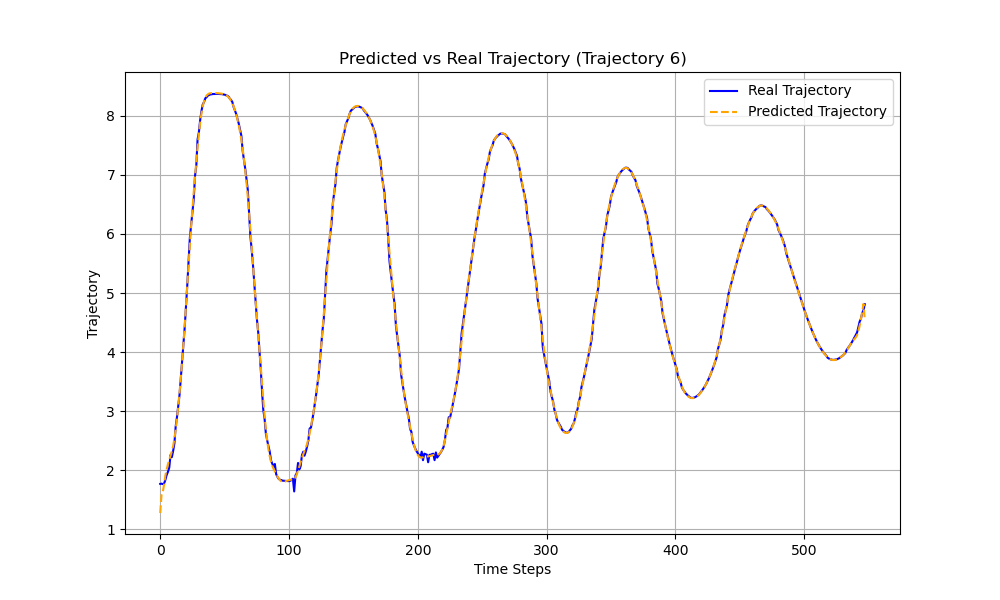 Predicted vs Real Trajectory (Trajectory 6)
Real Trajectory
Predicted Trajectory
Trajectory
8
7
6
5
4
3
2
1
0 100 200 300 400 500
Time Steps